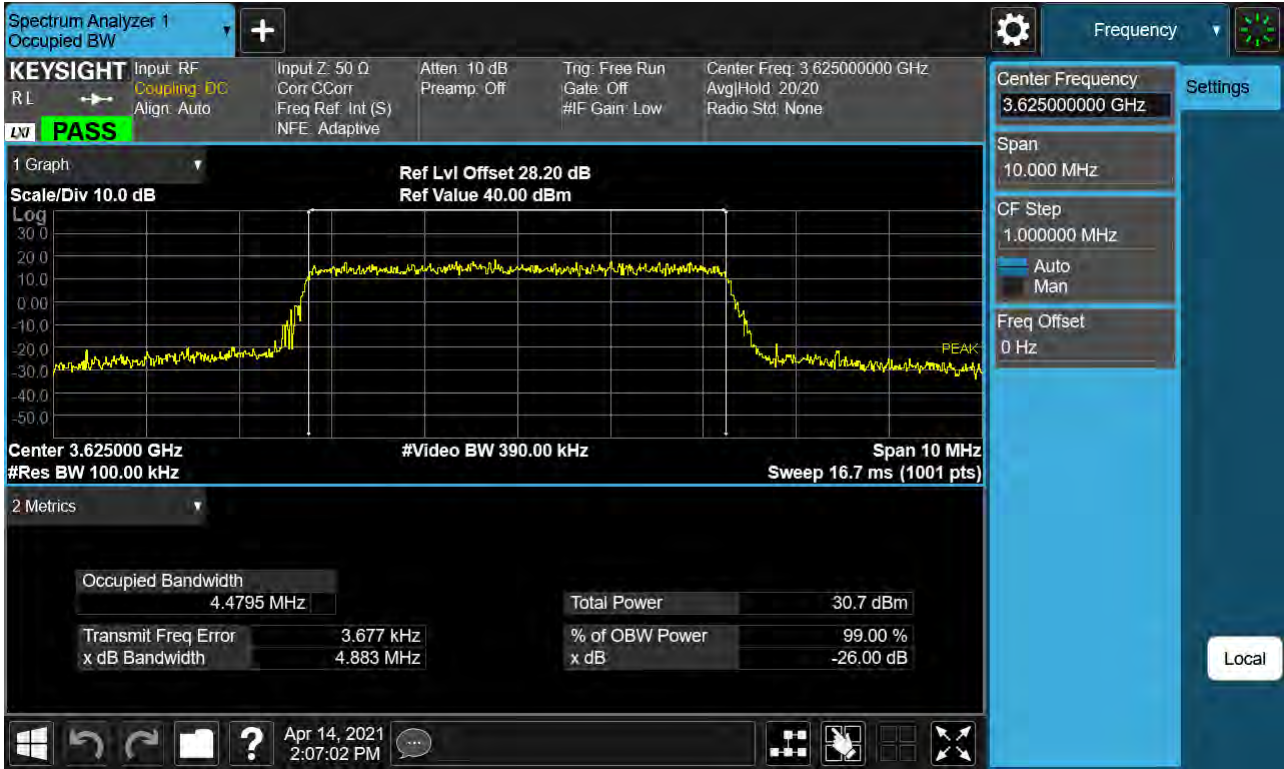 Spectrum Analyzer 1
Occupied BW
Frequency
KEYSIGHT
R L
LXI
PASS
Input: RF
Coupling: DC
Align: Auto
Input Z: 50 Ω
Corr CCorr
Freq Ref: Int (S)
NFE: Adaptive
Atten: 10 dB
Preamp: Off
Trig: Free Run
Gate: Off
#IF Gain: Low
Center Freq: 3.625000000 GHz
Avg|Hold: 20/20
Radio Std: None
1 Graph
Scale/Div 10.0 dB
Ref Lvl Offset 28.20 dB
Ref Value 40.00 dBm
Log
30.0
20.0
10.0
0.00
-10.0
-20.0
-30.0
-40.0
-50.0
PEAK
Center 3.625000 GHz
#Video BW 390.00 kHz
Span 10 MHz
#Res BW 100.00 kHz
Sweep 16.7 ms (1001 pts)
2 Metrics
Occupied Bandwidth
4.4795 MHz
Transmit Freq Error 3.677 kHz
x dB Bandwidth 4.883 MHz
Total Power 30.7 dBm
% of OBW Power 99.00 %
x dB -26.00 dB
Center Frequency
3.625000000 GHz
Span
10.000 MHz
CF Step
1.000000 MHz
Auto
Man
Freq Offset
0 Hz
Settings
Local
?
Apr 14, 2021
2:07:02 PM